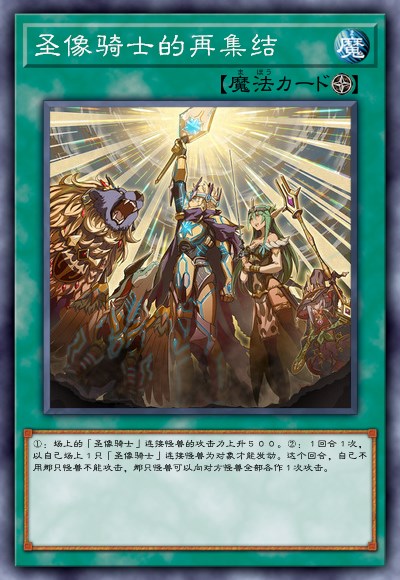 圣像骑士的再集结
魔
【魔法カード】
まほう
①：场上的「圣像骑士」连接怪兽的攻击力上升５００。②：１回合１次，
以自己场上１只「圣像骑士」连接怪兽为对象才能发动。这个回合，自己不
用那只怪兽不能攻击，那只怪兽可以向对方怪兽全部各作１次攻击。